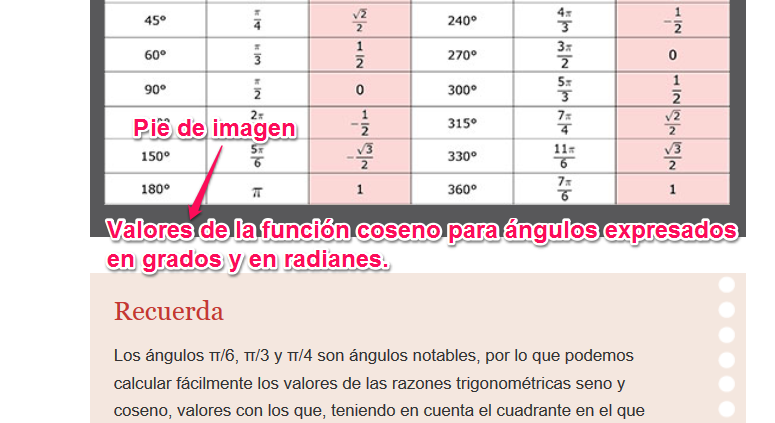 45° π/4 √2/2 240° 4π/3 -1/2
60° π/3 1/2 270° 3π/2 0
90° π/2 0 300° 5π/3 1/2
0° 2π -1/2 315° 7π/4 √2/2
Pie de imagen
150° 5π/6 -√3/2 330° 11π/6 √3/2
180° π 1 360° 7π/6 1
Valores de la función coseno para ángulos expresados
en grados y en radianes.
Recuerda
Los ángulos π/6, π/3 y π/4 son ángulos notables, por lo que podemos
calcular fácilmente los valores de las razones trigonométricas seno y
coseno, valores con los que, teniendo en cuenta el cuadrante en el que